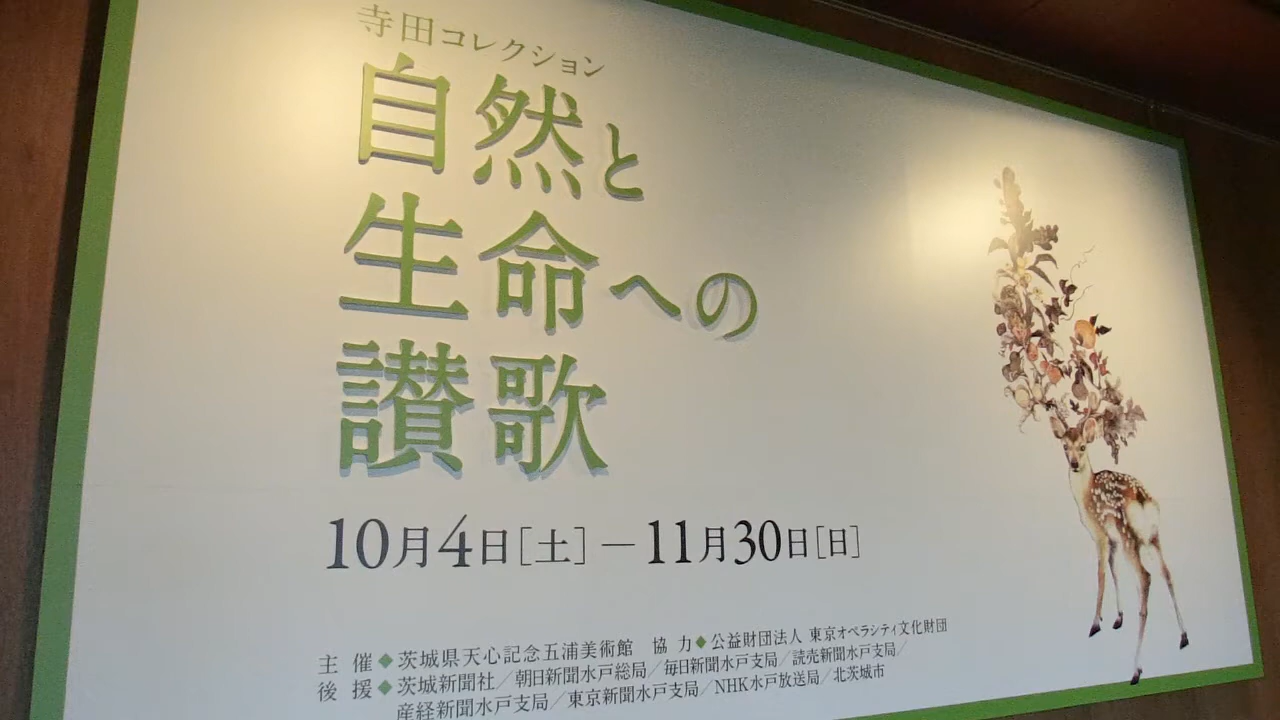 寺田コレクション
自然と
生命への
讃歌
10月4日[土]－11月30日[日]
主 催◆茨城県天心記念五浦美術館　協 力◆公益財団法人 東京オペラシティ文化財団
後 援◆茨城新聞社／朝日新聞水戸総局／毎日新聞水戸支局／読売新聞水戸支局／
産経新聞水戸支局／東京新聞水戸支局／NHK水戸放送局／北茨城市